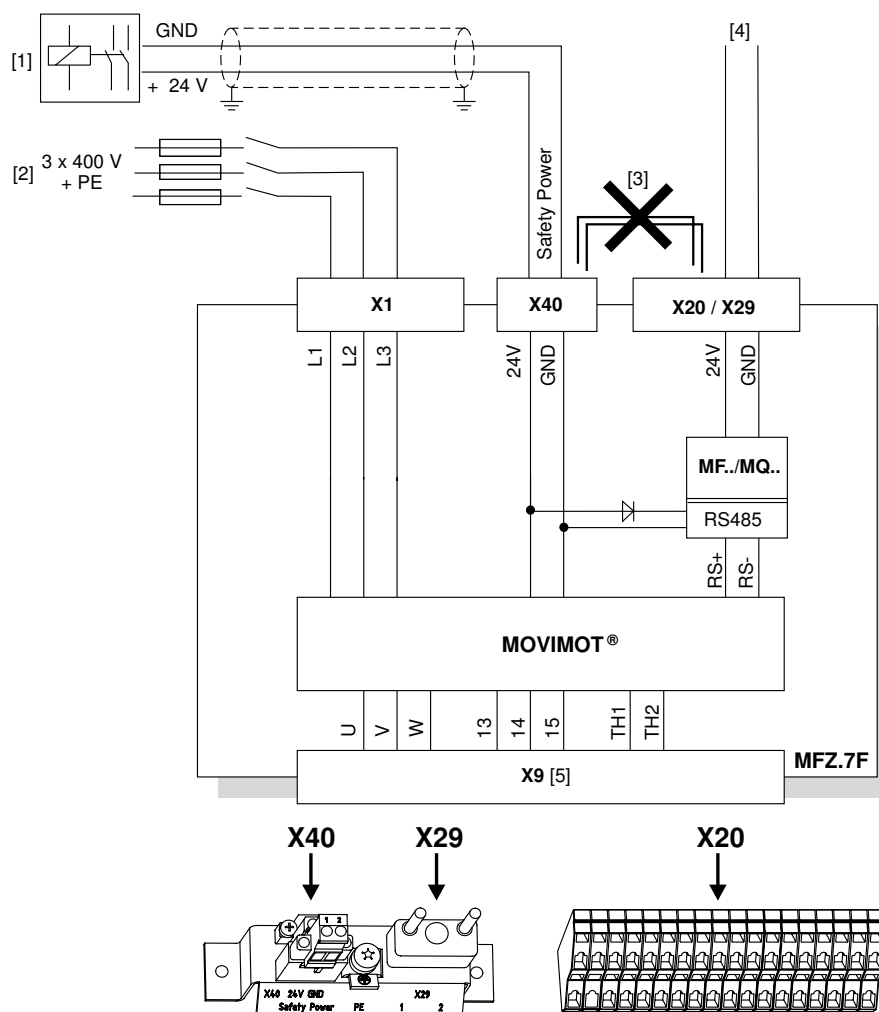 GND
[4]
[1]
+ 24 V
3 x 400 V
[2]
+ PE
[3]
Safety Power
X1
X40
X20 / X29
L1
L2
L3
24V
GND
24V
GND
MF../MQ..
RS485
RS+
RS-
MOVIMOT®
U
V
W
13
14
15
TH1
TH2
MFZ.7F
X9 [5]
X40
X29
X20
1 2
X40 24V GND X29
Safety Power PE 1 2